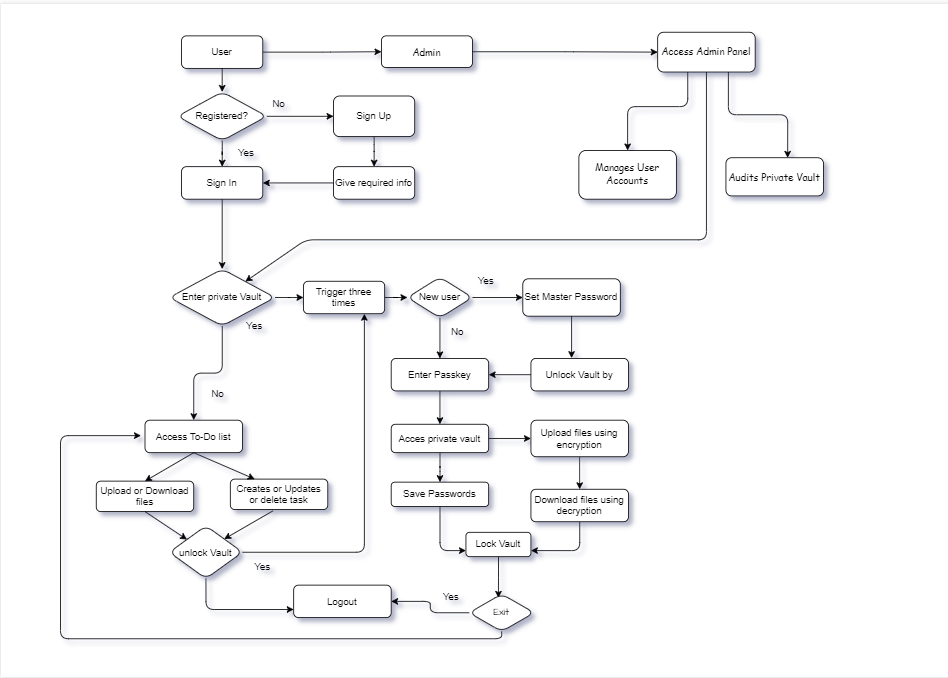 User
Admin
Access Admin Panel
Registered?
No
Sign Up
Yes
Sign In
Give required info
Manages User
Accounts
Audits Private Vault
Enter private Vault
Yes
Trigger three
times
New user
Yes
Set Master Password
No
Enter Passkey
Unlock Vault by
No
Access To-Do list
Acces private vault
Upload files using
encryption
Upload or Download
files
Creates or Updates
or delete task
Save Passwords
Download files using
decryption
unlock Vault
Yes
Lock Vault
Logout
Yes
Exit